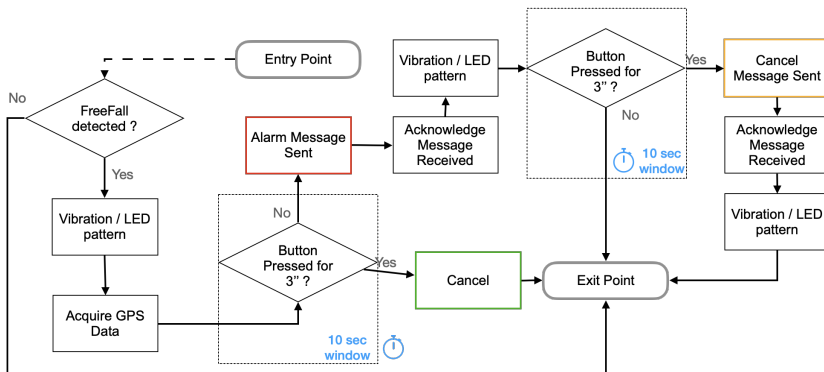 Entry Point
No
FreeFall
detected ?
Yes
Vibration / LED
pattern
Acquire GPS
Data
Button
Pressed for
3” ?
10 sec
window
No
Yes
Alarm Message
Sent
Cancel
Acknowledge
Message
Received
Vibration / LED
pattern
Button
Pressed for
3” ?
10 sec
window
No
Yes
Cancel
Message Sent
Acknowledge
Message
Received
Vibration / LED
pattern
Exit Point